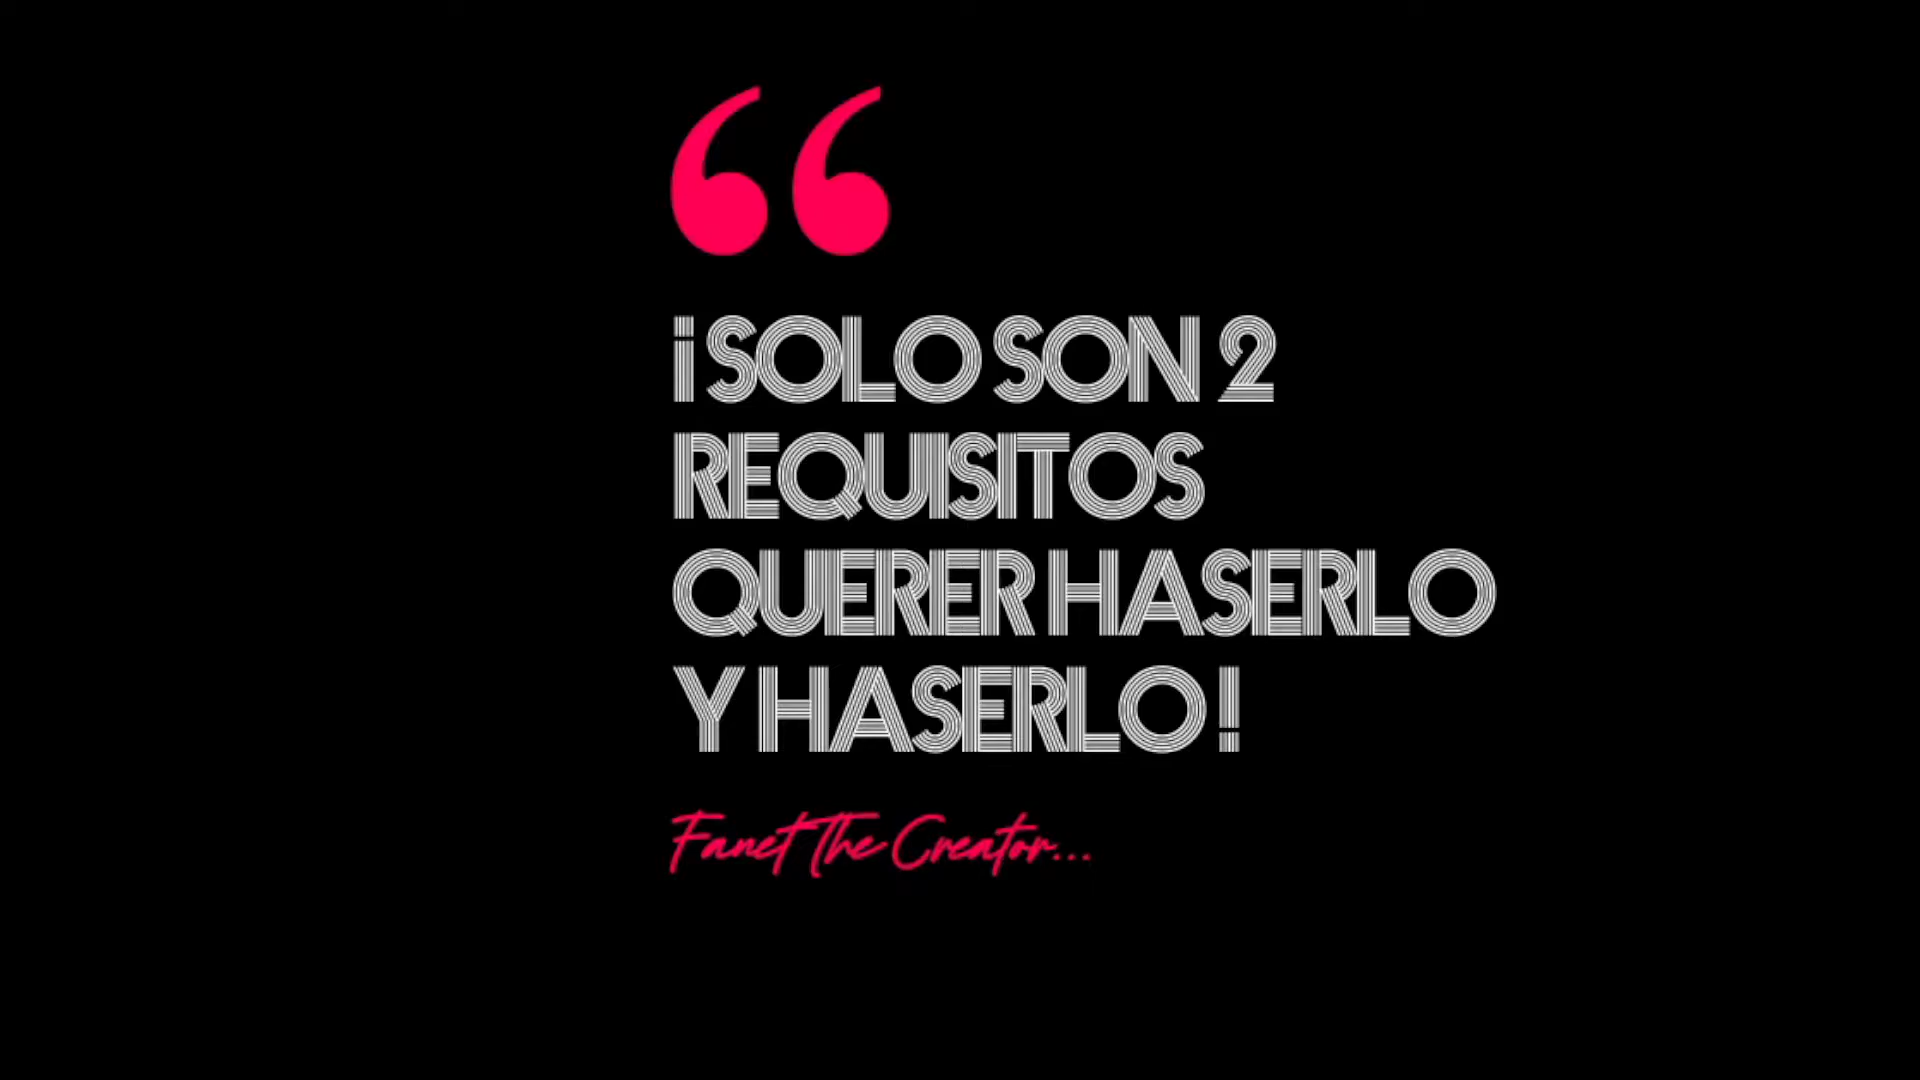 “
¡SOLO SON 2
REQUISITOS
QUERER HASERLO
Y HASERLO!
Fanet The Creator...